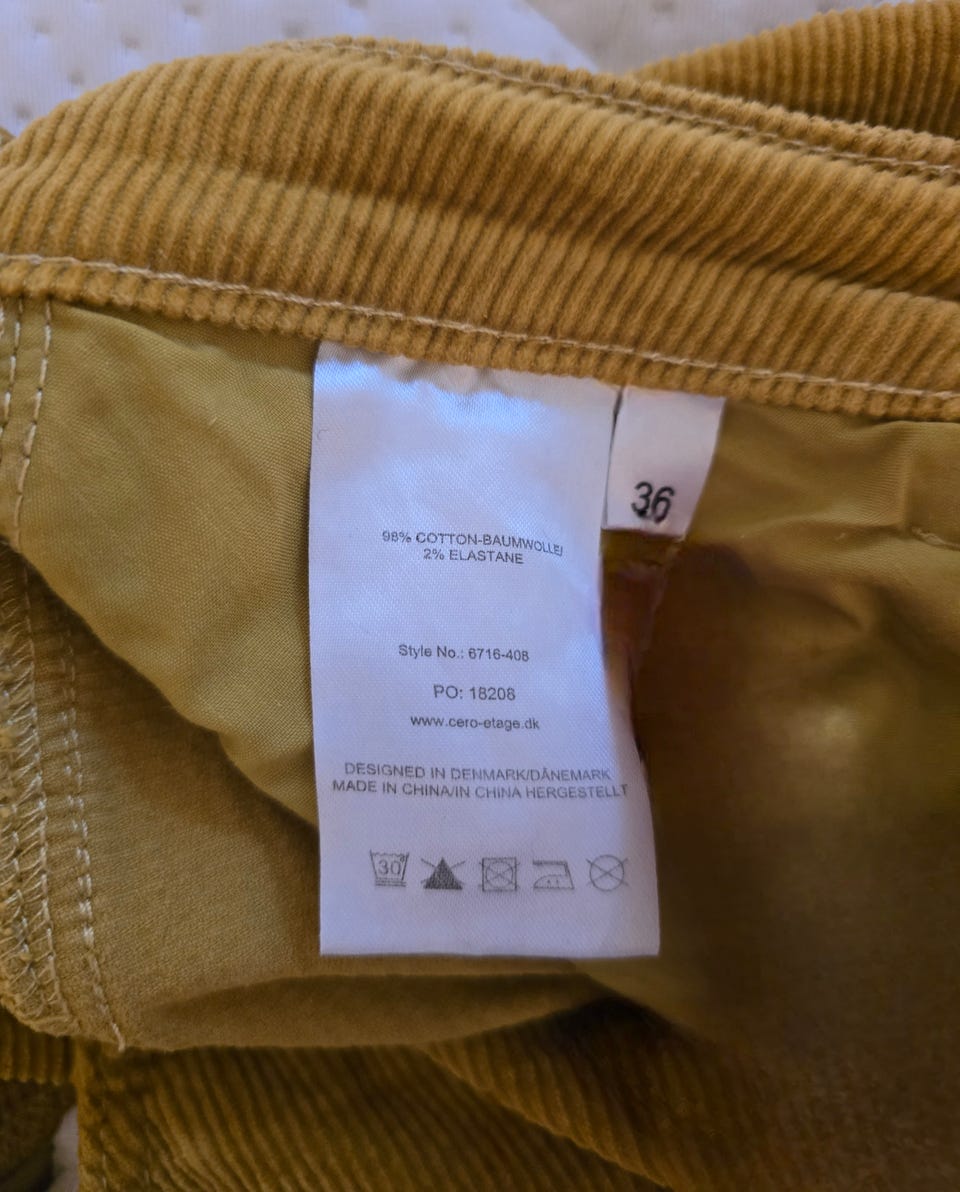 36
98% COTTON-BAUMWOLLE/
2% ELASTANE
Style No.: 6716-408
PO: 18208
www.cero-etage.dk
DESIGNED IN DENMARK/DÄNEMARK
MADE IN CHINA/IN CHINA HERGESTELLT
30°